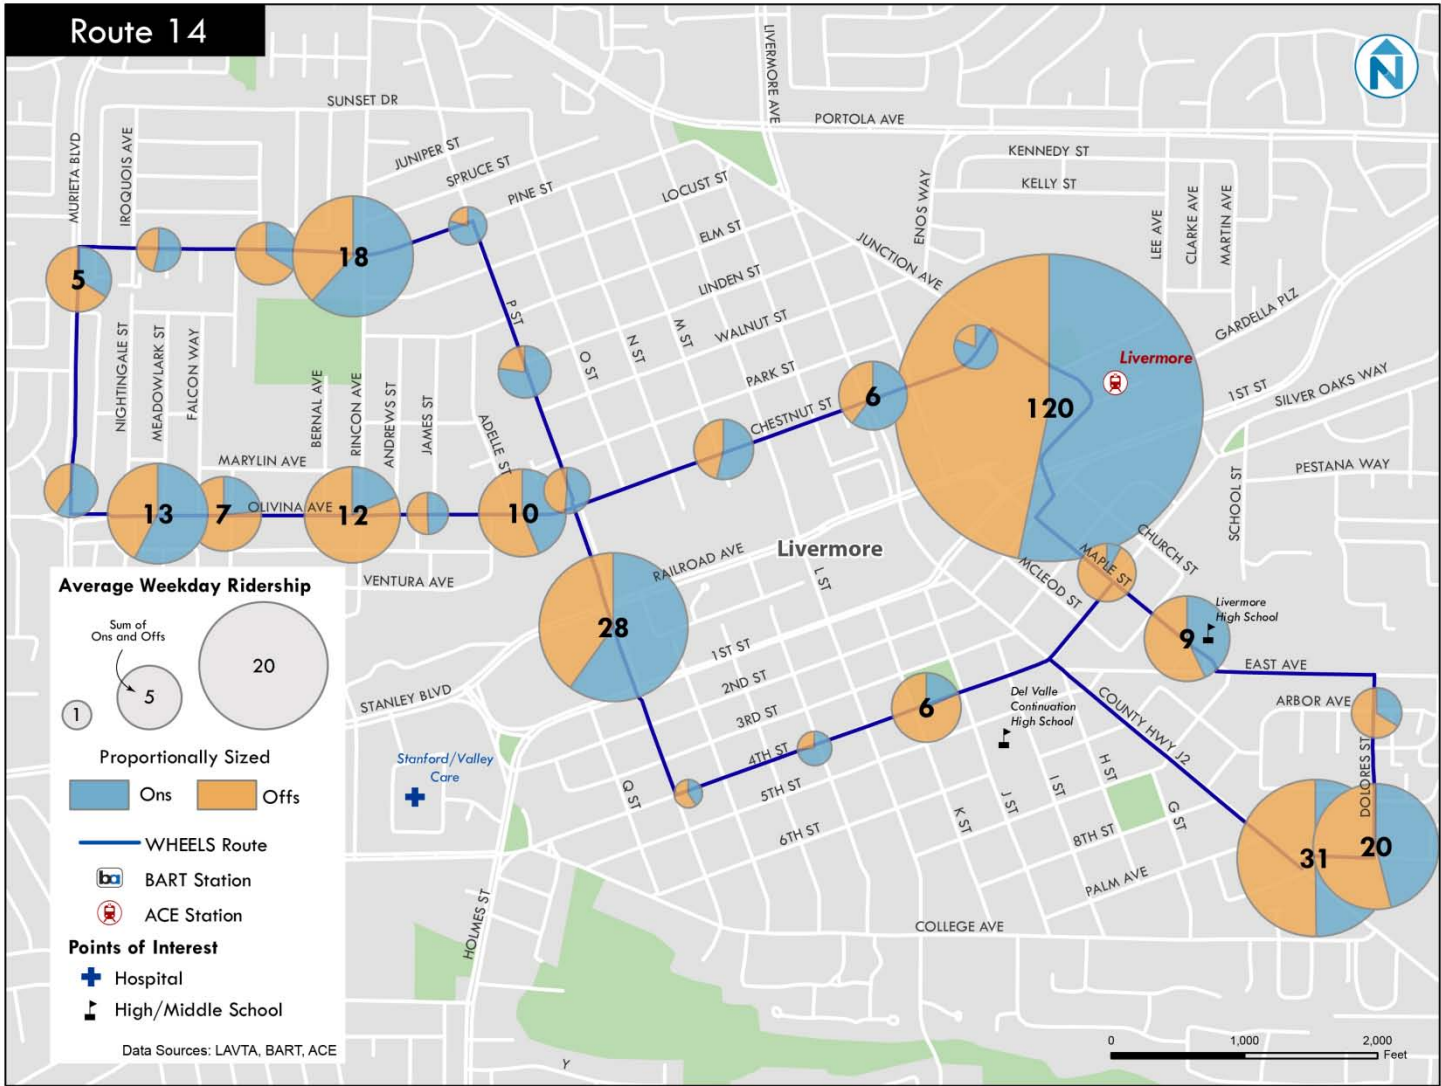 Route 14
N
SUNSET DR
LIVERMORE AVE
PORTOLA AVE
MURIETA BLVD
IROQUOIS AVE
JUNIPER ST
SPRUCE ST
PINE ST
LOCUST ST
KENNEDY ST
KELLY ST
ENOS WAY
LEE AVE
CLARKE AVE
MARTIN AVE
ELM ST
JUNCTION AVE
5
18
LINDEN ST
P ST
WALNUT ST
GARDELLA PLZ
O ST
N ST
M ST
NIGHTINGALE ST
MEADOWLARK ST
FALCON WAY
PARK ST
Livermore
BERNAL AVE
RINCON AVE
ANDREWS ST
JAMES ST
ADELLE ST
CHESTNUT ST
6
120
1ST ST
SILVER OAKS WAY
MARYLIN AVE
PESTANA WAY
SCHOOL ST
13
7
OLIVINA AVE
12
10
RAILROAD AVE
Livermore
L ST
CHURCH ST
MAPLE ST
MCLEOD ST
VENTURA AVE
28
9
Livermore
High School
1ST ST
2ND ST
3RD ST
4TH ST
5TH ST
6TH ST
EAST AVE
ARBOR AVE
STANLEY BLVD
6
Del Valle
Continuation
High School
COUNTY HWY J2
DOLORES ST
Stanford/Valley
Care
Q ST
K ST
J ST
I ST
H ST
G ST
8TH ST
PALM AVE
31
20
HOLMES ST
COLLEGE AVE
Average Weekday Ridership
Sum of
Ons and Offs
1
5
20
Proportionally Sized
Ons
Offs
WHEELS Route
ba
BART Station
ACE Station
Points of Interest
Hospital
High/Middle School
Data Sources: LAVTA, BART, ACE
Y
0 1,000 2,000
Feet